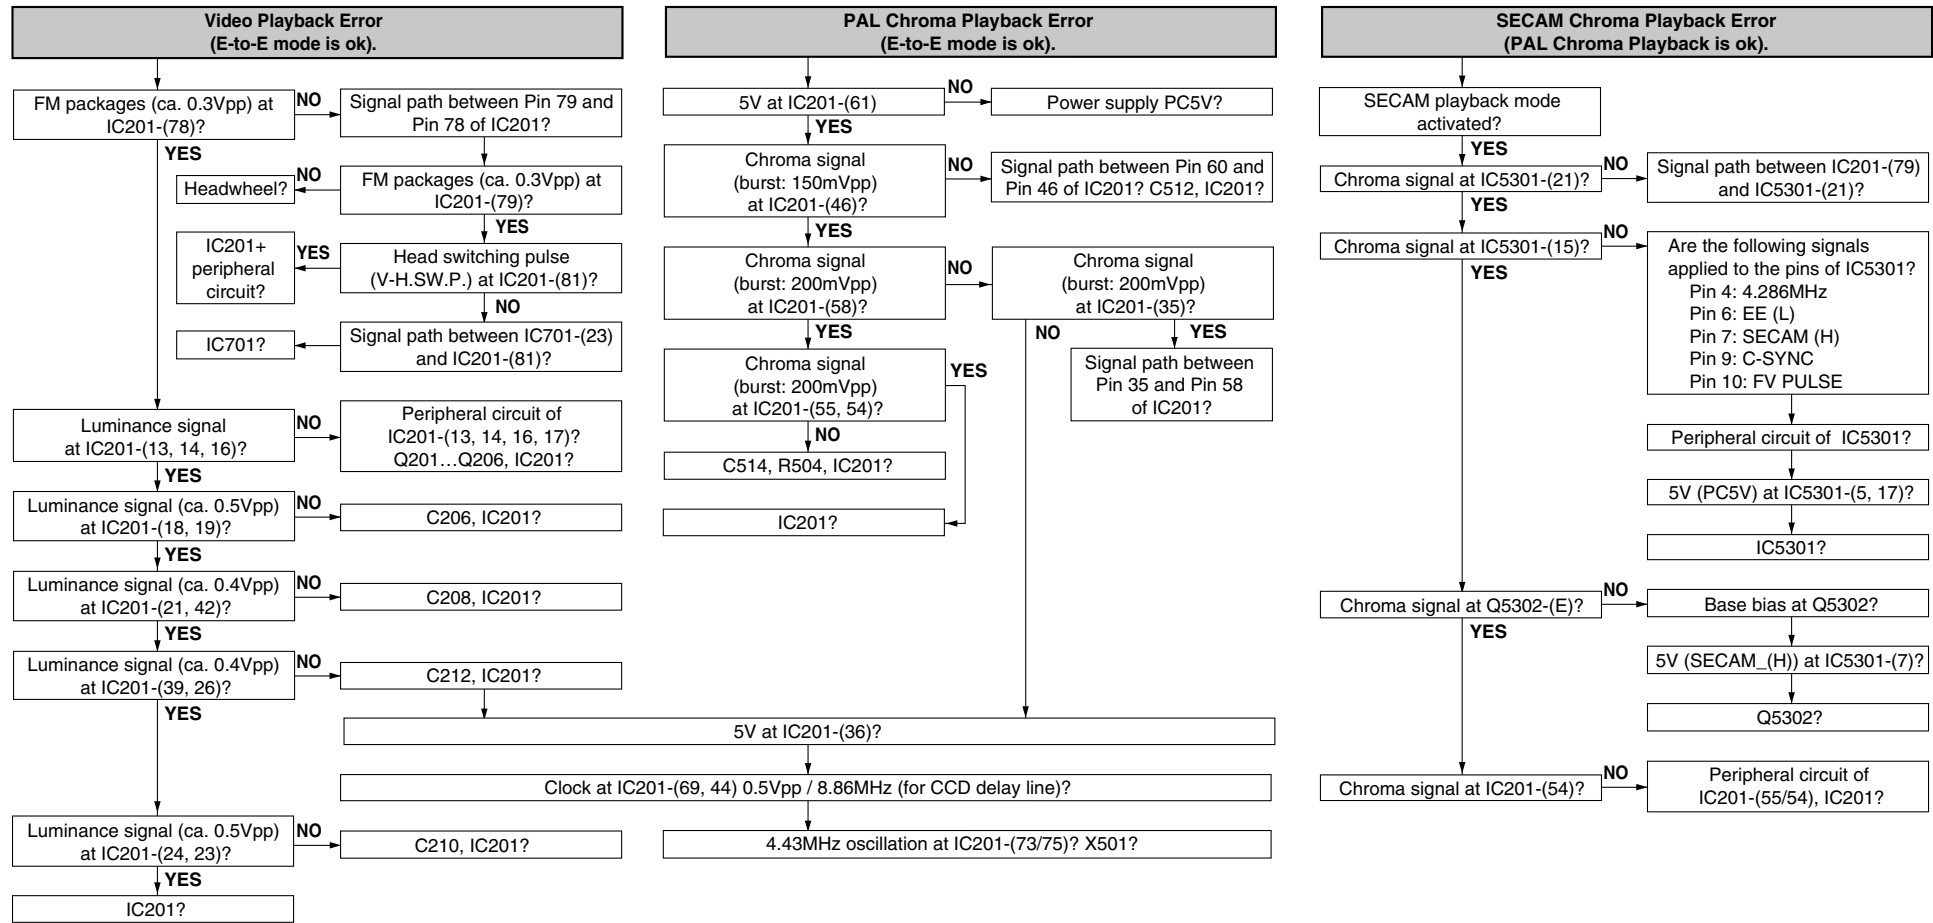 Video Playback Error
(E-to-E mode is ok).
FM packages (ca. 0.3Vpp) at
IC201-(78)?
NO
Signal path between Pin 79 and
Pin 78 of IC201?
YES
FM packages (ca. 0.3Vpp) at
IC201-(79)?
NO
Headwheel?
YES
Head switching pulse
(V-H.SW.P.) at IC201-(81)?
YES
IC201+
peripheral
circuit?
NO
Signal path between IC701-(23)
and IC201-(81)?
IC701?
Luminance signal
at IC201-(13, 14, 16)?
NO
Peripheral circuit of
IC201-(13, 14, 16, 17)?
Q201...Q206, IC201?
YES
Luminance signal (ca. 0.5Vpp)
at IC201-(18, 19)?
NO
C206, IC201?
YES
Luminance signal (ca. 0.4Vpp)
at IC201-(21, 42)?
NO
C208, IC201?
YES
Luminance signal (ca. 0.4Vpp)
at IC201-(39, 26)?
NO
C212, IC201?
YES
Luminance signal (ca. 0.5Vpp)
at IC201-(24, 23)?
NO
C210, IC201?
YES
IC201?
PAL Chroma Playback Error
(E-to-E mode is ok).
5V at IC201-(61)
NO
Power supply PC5V?
YES
Chroma signal
(burst: 150mVpp)
at IC201-(46)?
NO
Signal path between Pin 60 and
Pin 46 of IC201? C512, IC201?
YES
Chroma signal
(burst: 200mVpp)
at IC201-(58)?
NO
Chroma signal
(burst: 200mVpp)
at IC201-(35)?
YES
NO
YES
Signal path between
Pin 35 and Pin 58
of IC201?
Chroma signal
(burst: 200mVpp)
at IC201-(55, 54)?
YES
NO
C514, R504, IC201?
IC201?
5V at IC201-(36)?
Clock at IC201-(69, 44) 0.5Vpp / 8.86MHz (for CCD delay line)?
4.43MHz oscillation at IC201-(73/75)? X501?
SECAM Chroma Playback Error
(PAL Chroma Playback is ok).
SECAM playback mode
activated?
YES
Chroma signal at IC5301-(21)?
NO
Signal path between IC201-(79)
and IC5301-(21)?
YES
Chroma signal at IC5301-(15)?
NO
Are the following signals
applied to the pins of IC5301?
Pin 4: 4.286MHz
Pin 6: EE (L)
Pin 7: SECAM (H)
Pin 9: C-SYNC
Pin 10: FV PULSE
YES
Peripheral circuit of IC5301?
5V (PC5V) at IC5301-(5, 17)?
IC5301?
Chroma signal at Q5302-(E)?
NO
Base bias at Q5302?
YES
5V (SECAM_(H)) at IC5301-(7)?
Q5302?
Chroma signal at IC201-(54)?
NO
Peripheral circuit of
IC201-(55/54), IC201?